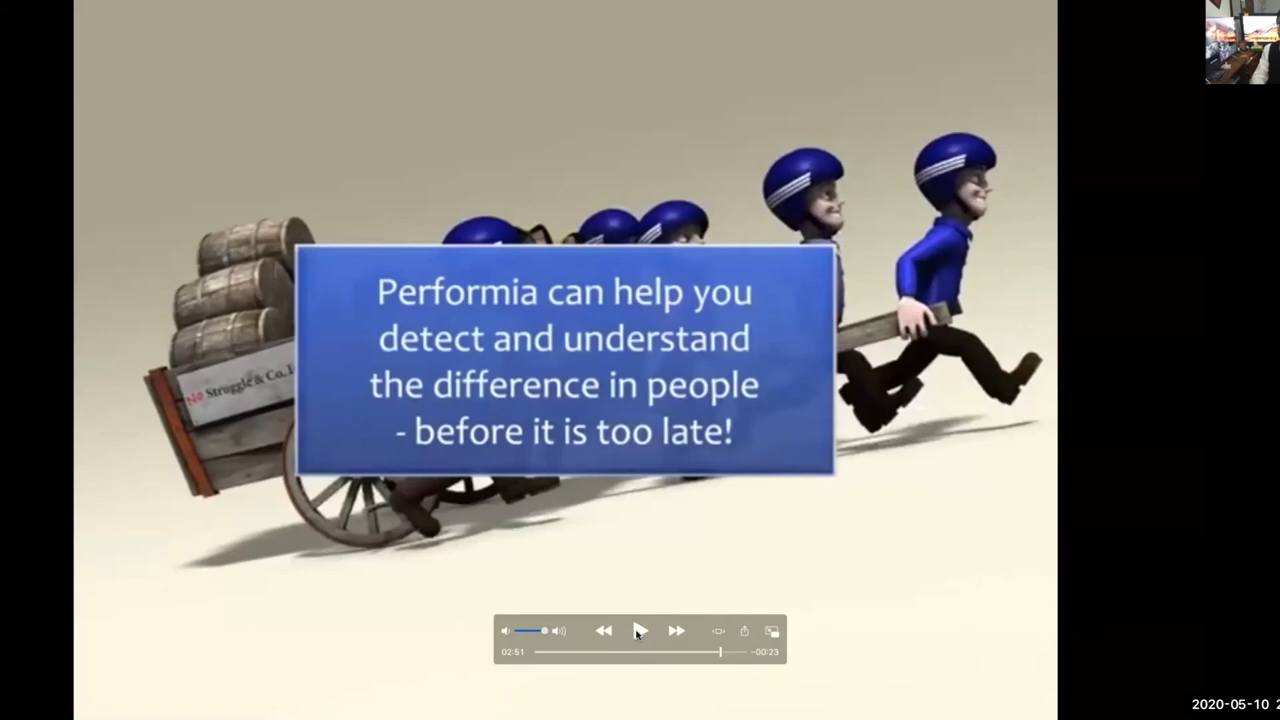 Performia can help you
detect and understand
the difference in people
- before it is too late!
No Struggle & Co.
02:51
-00:23
2020-05-10